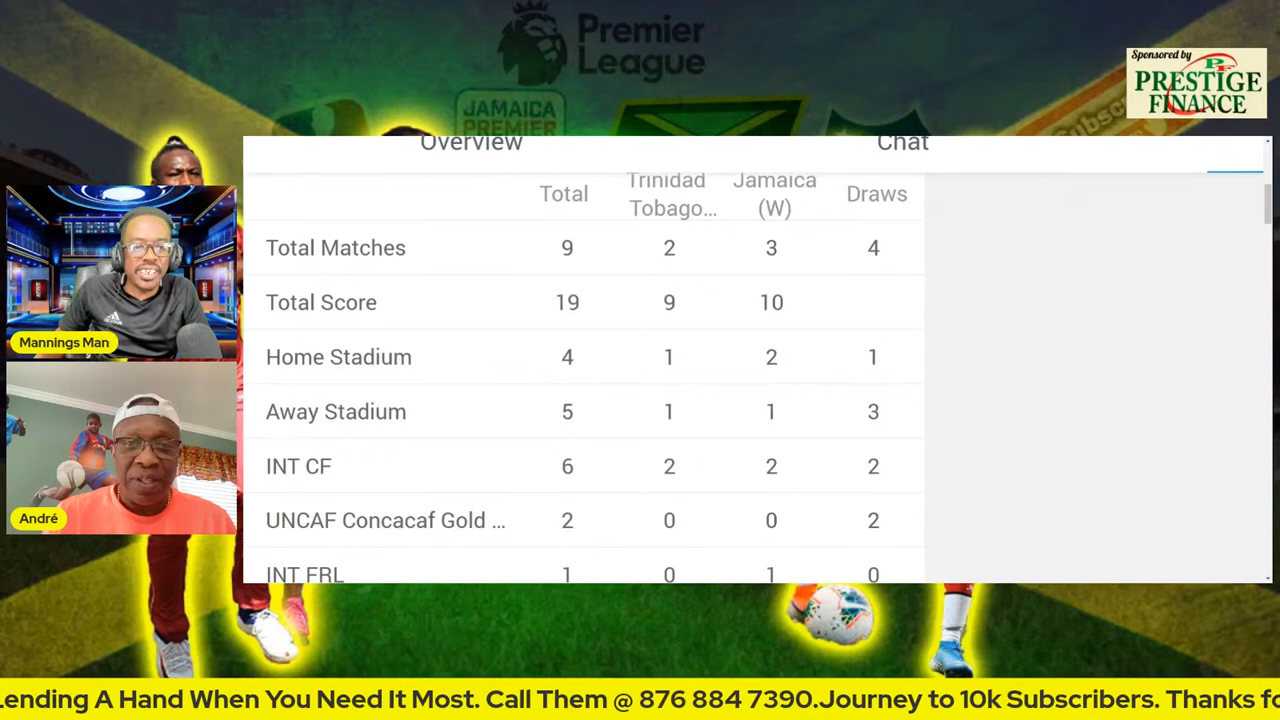 Premier
League
Sponsored by
PF
PRESTIGE
FINANCE
JAMAICA
PREMIER
Subsc
Overview
Chat
Total
Trinidad
Tobago...
Jamaica
(W)
Draws
Total Matches 9 2 3 4
Total Score 19 9 10
Home Stadium 4 1 2 1
Away Stadium 5 1 1 3
INT CF 6 2 2 2
UNCAF Concacaf Gold ... 2 0 0 2
INT FRL 1 0 1 0
Mannings Man
André
Lending A Hand When You Need It Most. Call Them @ 876 884 7390.Journey to 10k Subscribers. Thanks fo